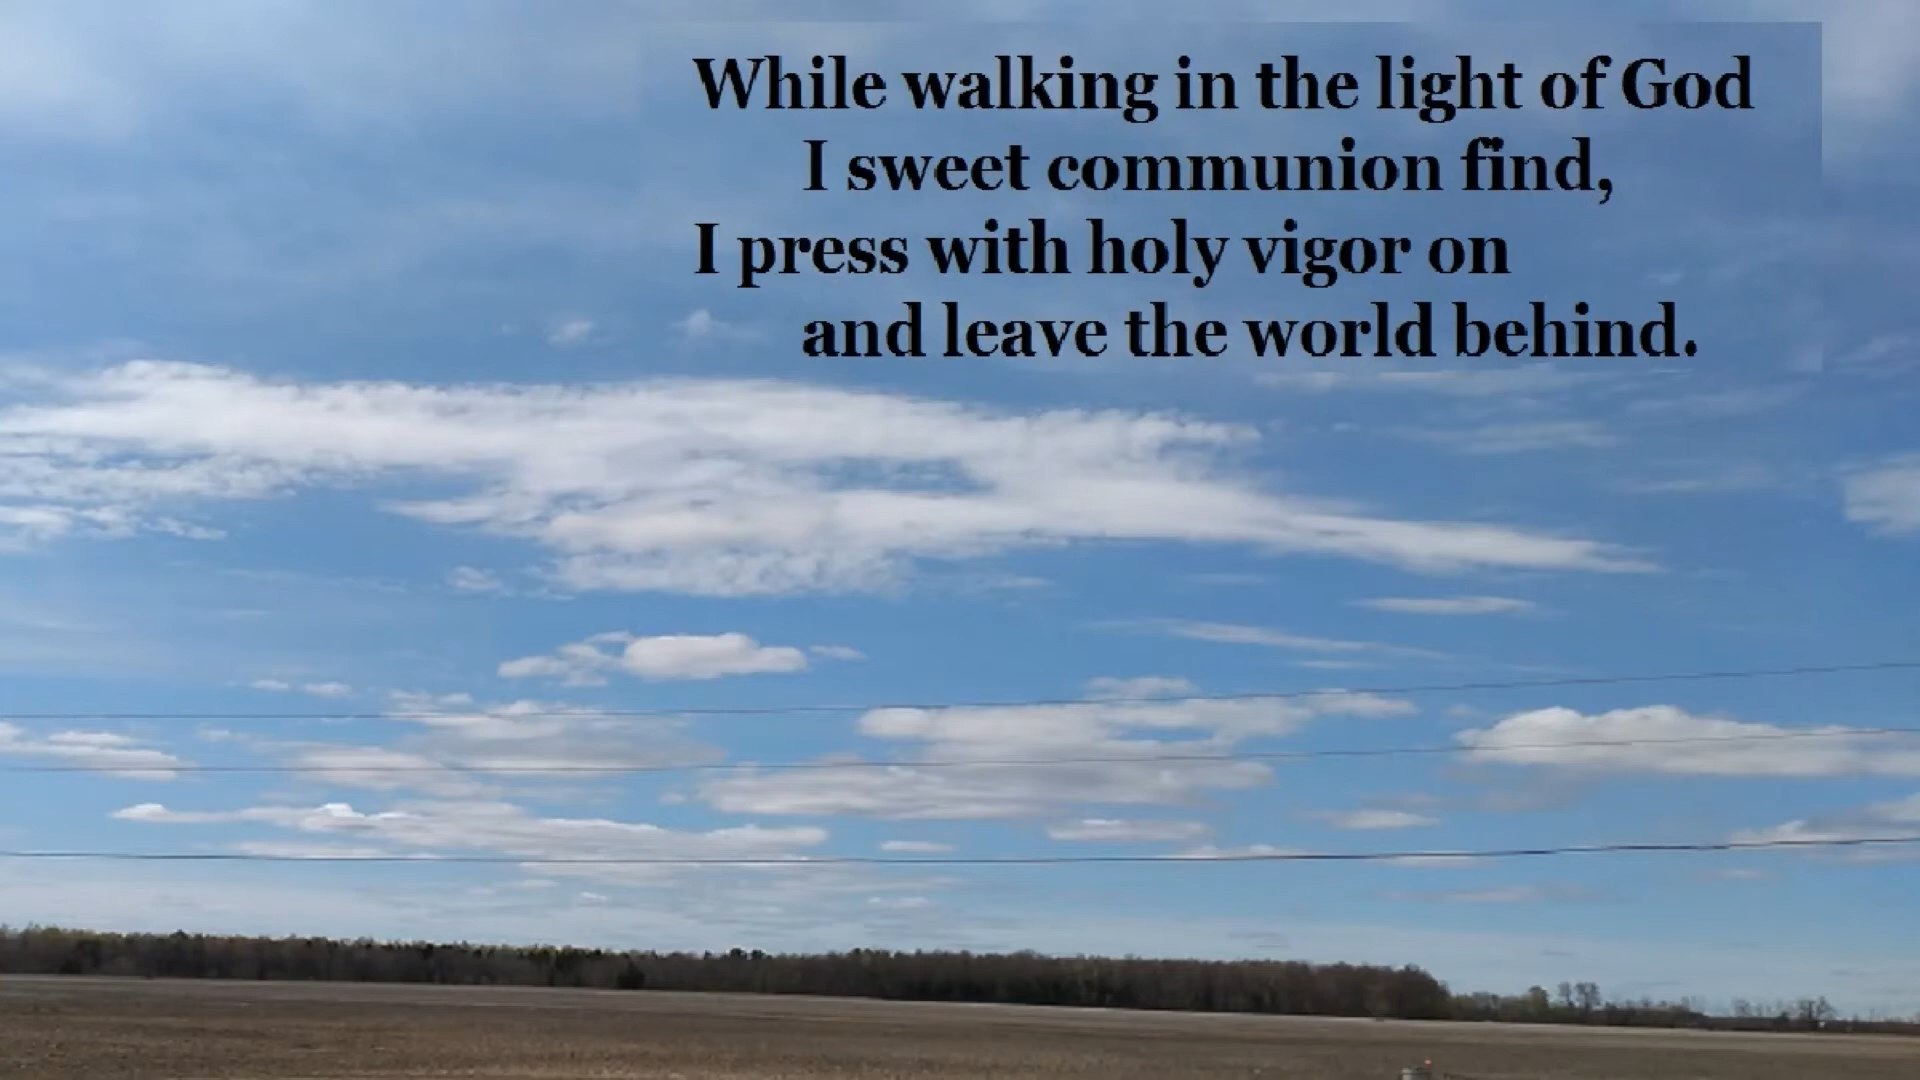 While walking in the light of God
I sweet communion find,
I press with holy vigor on
and leave the world behind.